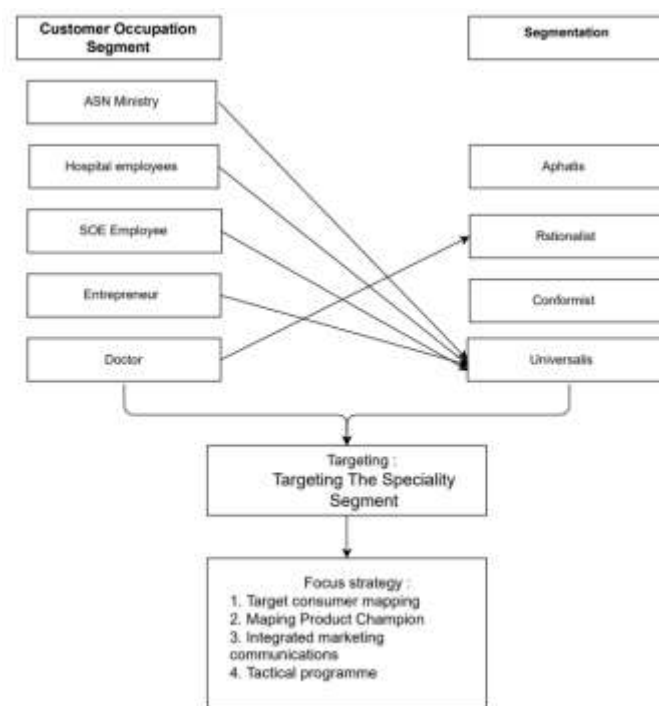 Customer Occupation
Segment
Segmentation
ASN Ministry
Hospital employees
Aphatis
SOE Employee
Rationalist
Entrepreneur
Conformist
Doctor
Universalis
Targeting :
Targeting The Speciality
Segment
Focus strategy :
1. Target consumer mapping
2. Maping Product Champion
3. Integrated marketing
communications
4. Tactical programme